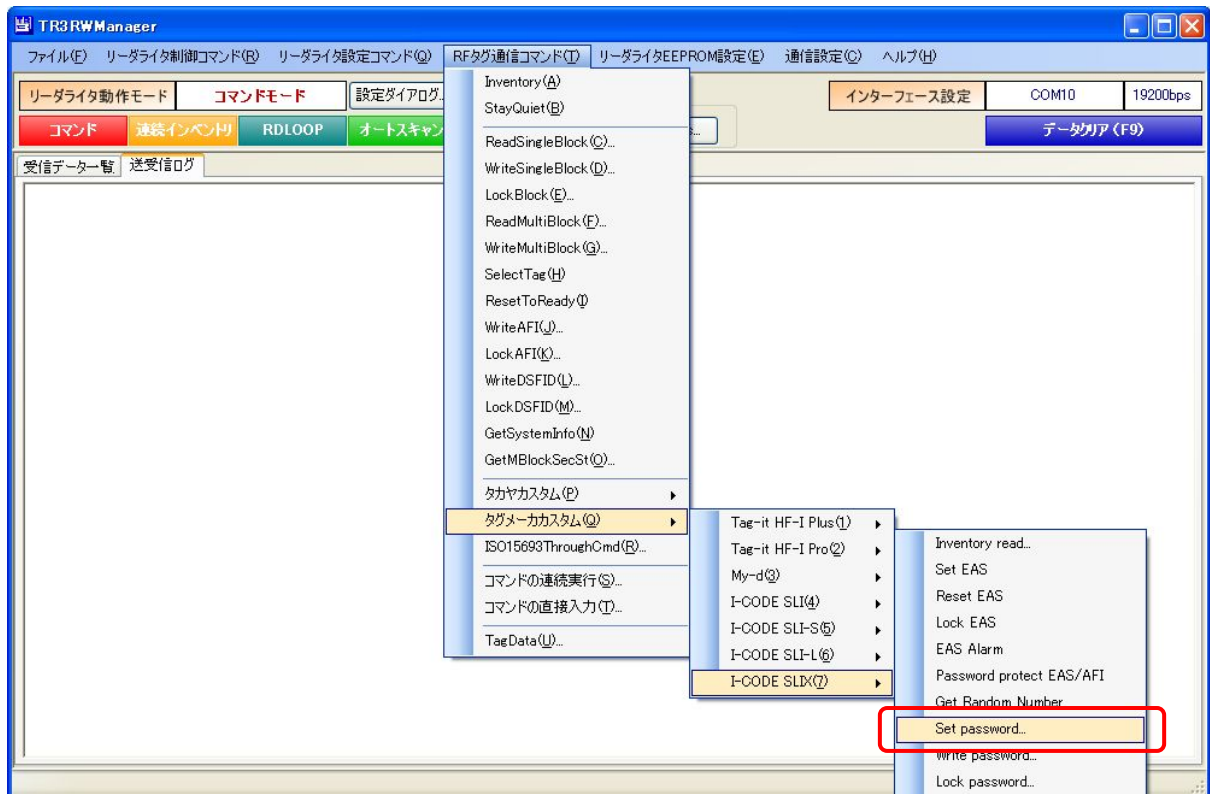 TR3RWManager
ファイル(F) リーダライタ制御コマンド(R) リーダライタ設定コマンド(Q) RFタグ通信コマンド(T) リーダライタEEPROM設定(E) 通信設定(C) ヘルプ(H)
リーダライタ動作モード コマンドモード 設定ダイアログ... インターフェース設定 COM10 19200bps
コマンド 連続インベントリ RDLOOP オートスキャン データクリア(F9)
受信データ一覧 送受信ログ
Inventory(A)
StayQuiet(B)
ReadSingleBlock(C)...
WriteSingleBlock(D)...
LockBlock(E)...
ReadMultiBlock(F)...
WriteMultiBlock(G)...
SelectTag(H)
ResetToReady(I)
WriteAFI(J)...
LockAFI(K)...
WriteDSFID(L)...
LockDSFID(M)...
GetSystemInfo(N)
GetMBlockSecSt(O)...
タカヤカスタム(P)
タグメーカカスタム(Q)
ISO15693ThroughCmd(R)...
コマンドの連続実行(S)...
コマンドの直接入力(T)...
TagData(U)...
Tag-it HF-I Plus(1)
Tag-it HF-I Pro(2)
My-d(3)
I-CODE SLI(4)
I-CODE SLI-S(5)
I-CODE SLI-L(6)
I-CODE SLIX(7)
Inventory read...
Set EAS
Reset EAS
Lock EAS
EAS Alarm
Password protect EAS/AFI
Get Random Number
Set password...
Write password...
Lock password...